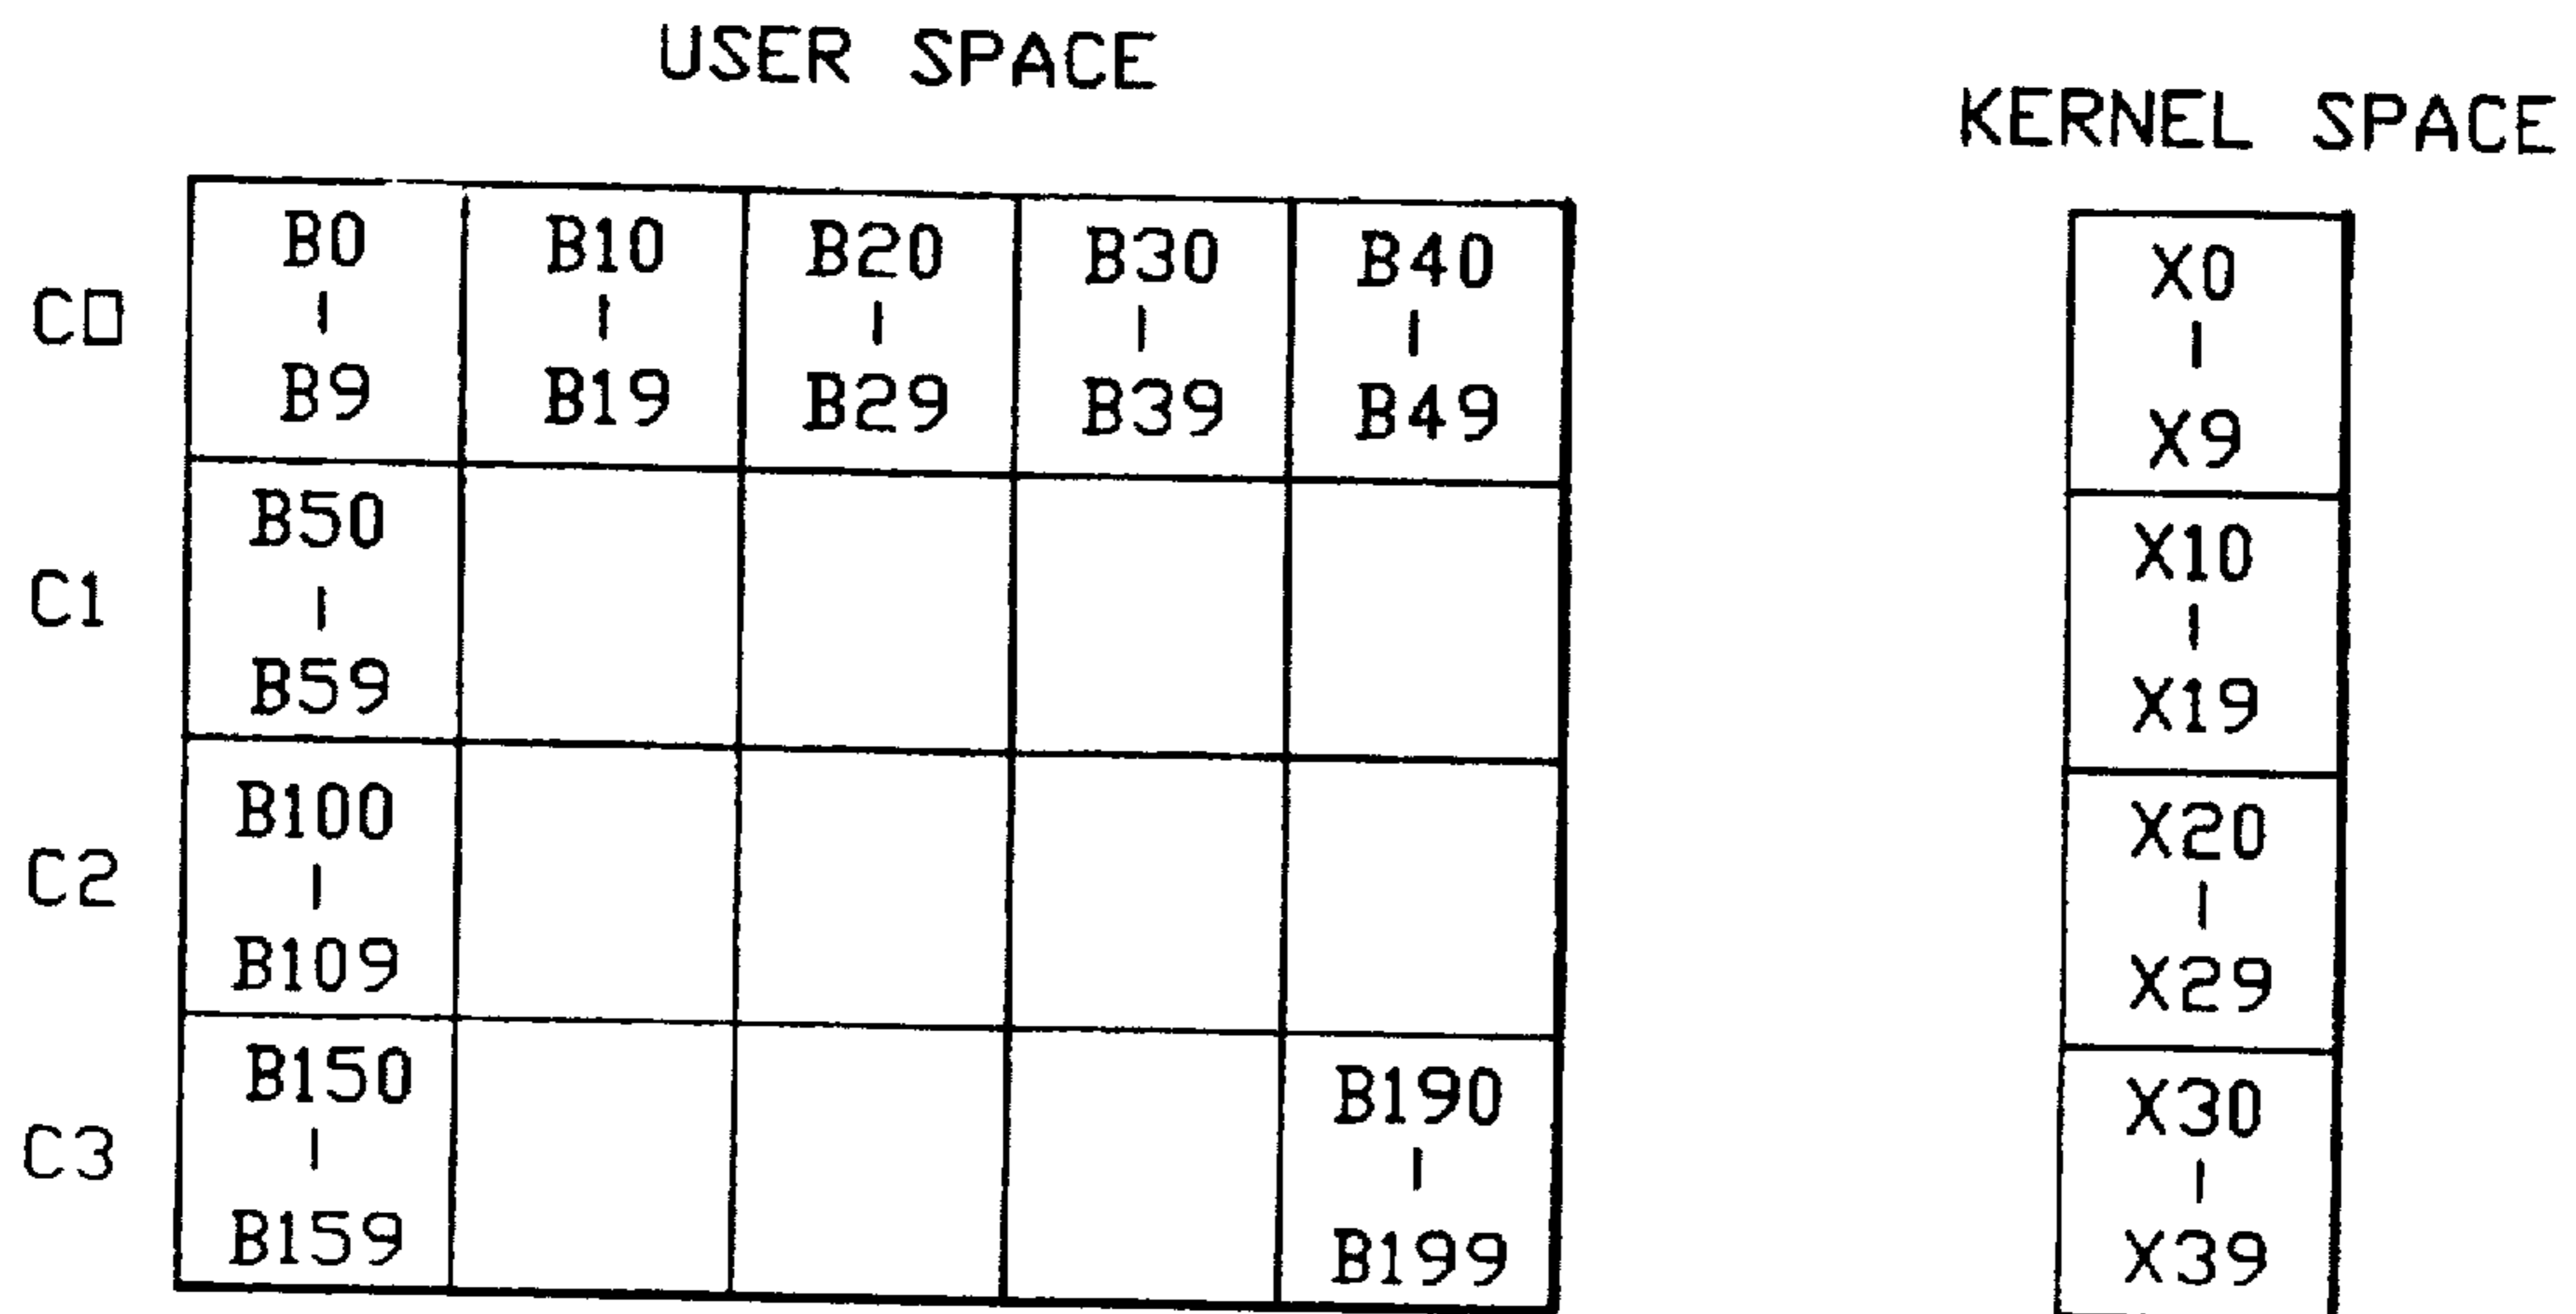 USER SPACE
KERNEL SPACE
C0
B0 - B9
B10 - B19
B20 - B29
B30 - B39
B40 - B49
X0 - X9
C1
B50 - B59
X10 - X19
C2
B100 - B109
X20 - X29
C3
B150 - B159
B190 - B199
X30 - X39